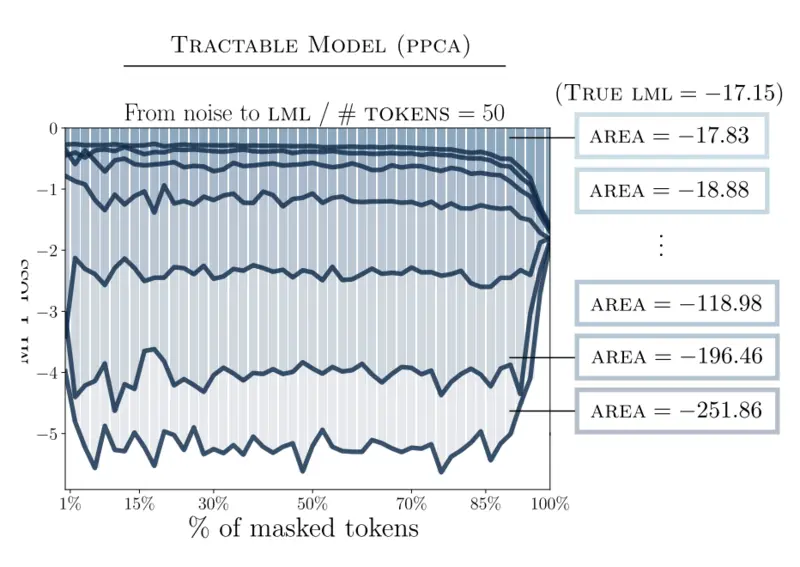 TRACTABLE MODEL (PPCA)
From noise to LML / # TOKENS = 50
(TRUE LML = −17.15)
AREA = −17.83
AREA = −18.88
⋮
AREA = −118.98
AREA = −196.46
AREA = −251.86
0
−1
−2
−3
−4
−5
loss
1% 15% 30% 50% 70% 85% 100%
% of masked tokens